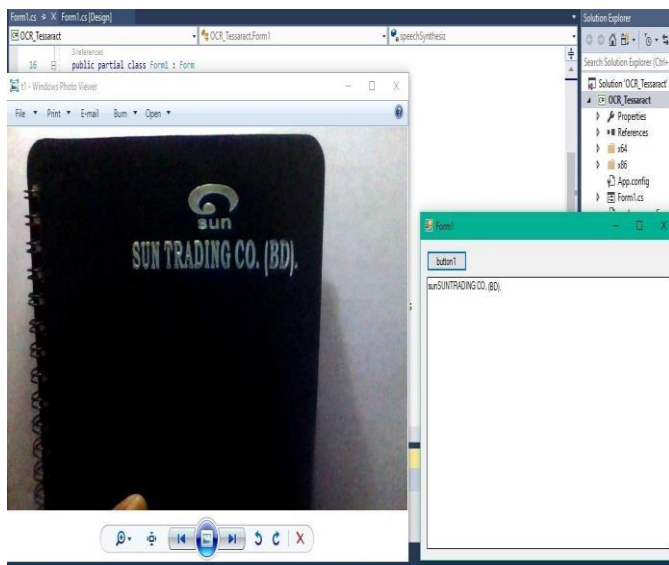 Form1.cs X Form1.cs [Design]
OCR_Tessaract OCR_Tessaract.Form1 speechSynthesiz
3 references
16 public partial class Form1 : Form
t1 - Windows Photo Viewer
File Print E-mail Burn Open
sun
SUN TRADING CO. (BD).
Solution Explorer
Search Solution Explorer (Ctrl+
Solution 'OCR_Tessaract'
OCR_Tessaract
Properties
References
x64
x86
App.config
Form1.cs
Form1
button1
sunSUNTRADING CO. (BD).